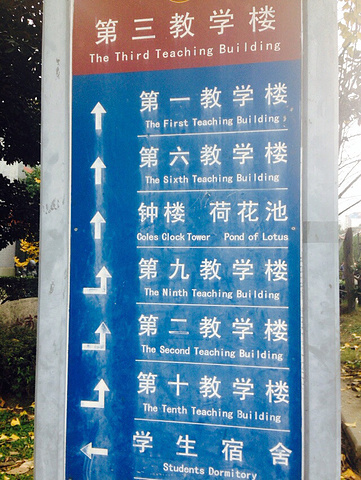 第三教学楼
The Third Teaching Building
第一教学楼
The First Teaching Building
第六教学楼
The Sixth Teaching Building
钟楼 荷花池
Coles Clock Tower Pond of Lotus
第九教学楼
The Ninth Teaching Building
第二教学楼
The Second Teaching Building
第十教学楼
The Tenth Teaching Building
学生宿舍
Students Dormitory